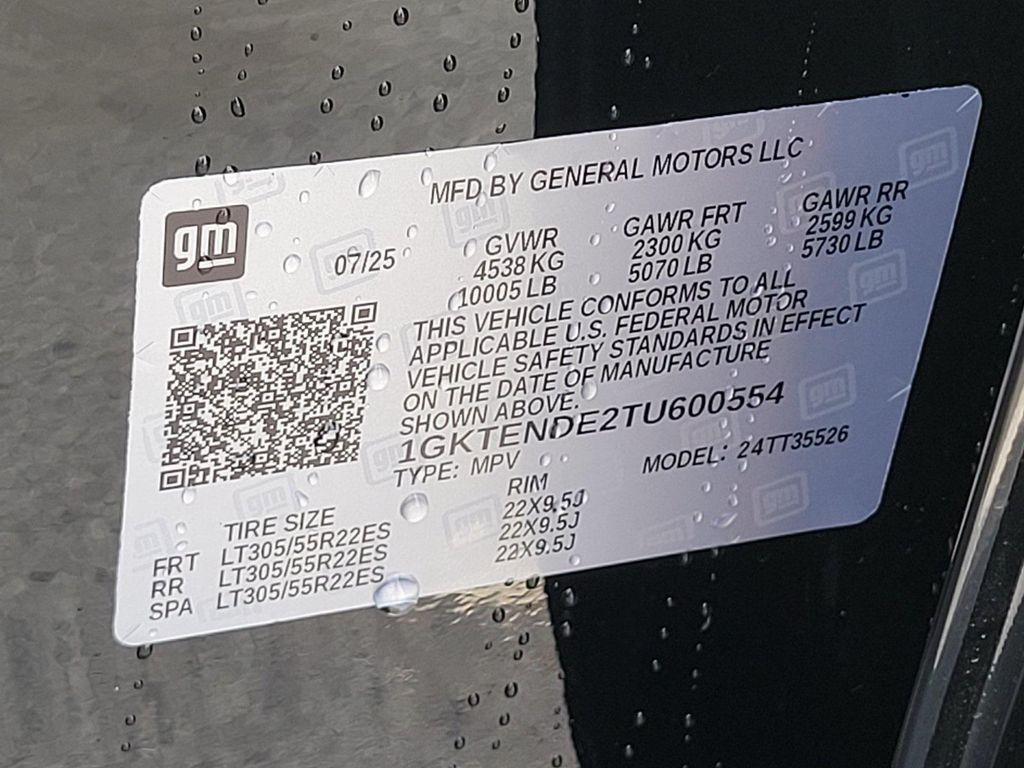 MFD BY GENERAL MOTORS LLC
gm
07/25
GVWR
4538 KG
10005 LB
GAWR FRT
2300 KG
5070 LB
GAWR RR
2599 KG
5730 LB
THIS VEHICLE CONFORMS TO ALL
APPLICABLE U.S. FEDERAL MOTOR
VEHICLE SAFETY STANDARDS IN EFFECT
ON THE DATE OF MANUFACTURE
SHOWN ABOVE.
1GKTENDE2TU600554
TYPE: MPV
MODEL: 24TT35526
TIRE SIZE RIM
FRT LT305/55R22ES 22X9.5J
RR LT305/55R22ES 22X9.5J
SPA LT305/55R22ES 22X9.5J